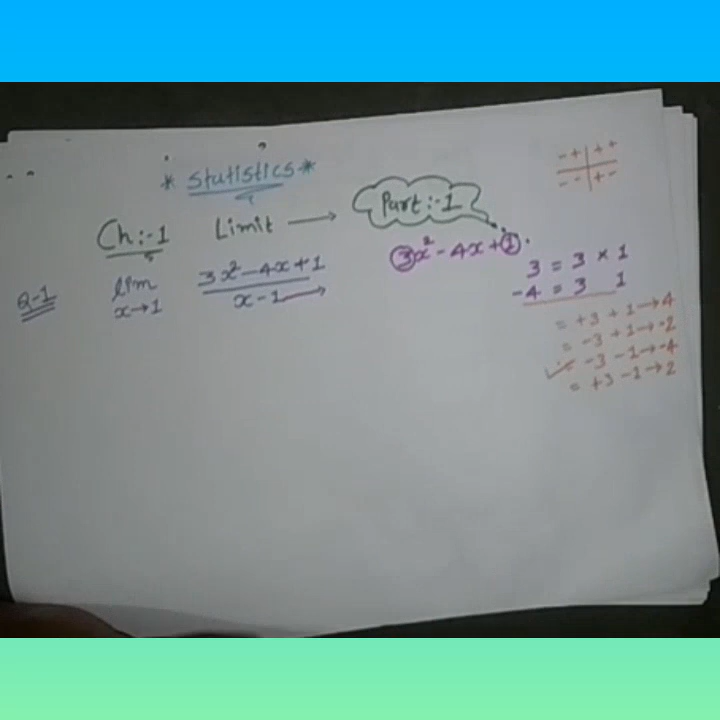 * Statistics *
Ch:-1 Limit → Part:-1
Q-1 lim x→1 3x²-4x+1 / x-1
3x²-4x+1
3 = 3 × 1
-4 = 3 1
= +3 +1 → 4
= -3 +1 → -2
✓= -3 -1 → -4
= +3 -1 → 2
-+ ++
-- +-